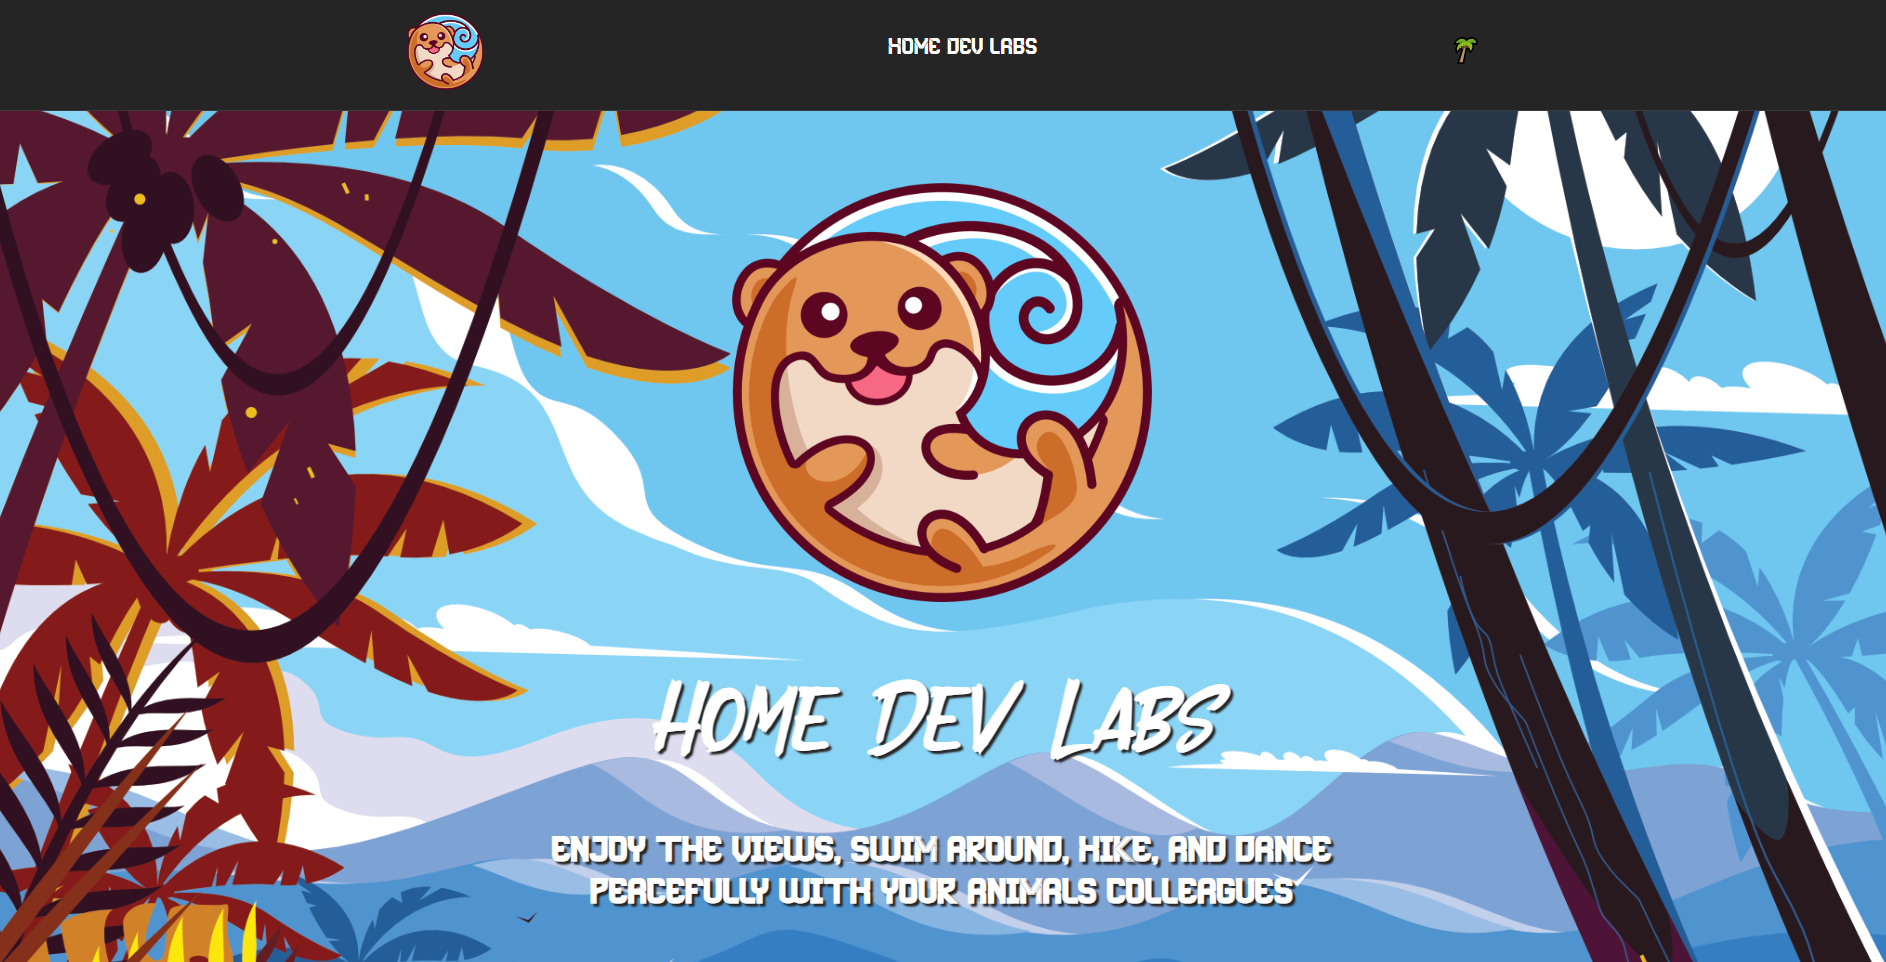 HOME DEV LABS
HOME DEV LABS
ENJOY THE VIEWS, SWIM AROUND, HIKE, AND DANCE
PEACEFULLY WITH YOUR ANIMALS COLLEAGUES